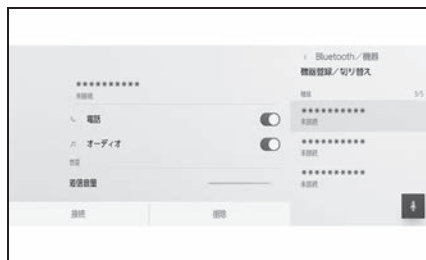 **********
未接続
電話
オーディオ
音量
着信音量
接続
削除
‹ Bluetooth／機器
機器登録／切り替え
機器 5/5
**********
未接続
**********
未接続
**********
未接続